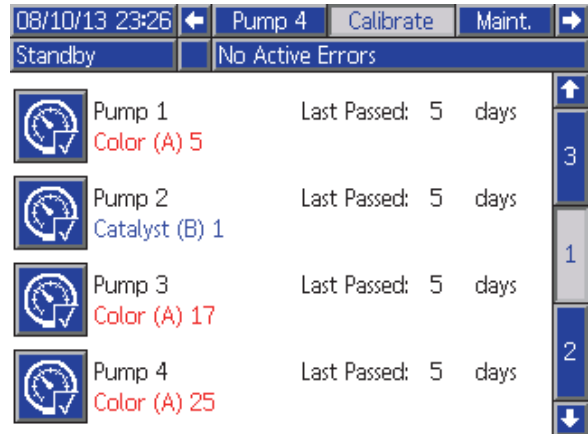 08/10/13 23:26 Pump 4 Calibrate Maint.
Standby No Active Errors
Pump 1 Last Passed: 5 days
Color (A) 5
3
Pump 2 Last Passed: 5 days
Catalyst (B) 1
1
Pump 3 Last Passed: 5 days
Color (A) 17
2
Pump 4 Last Passed: 5 days
Color (A) 25